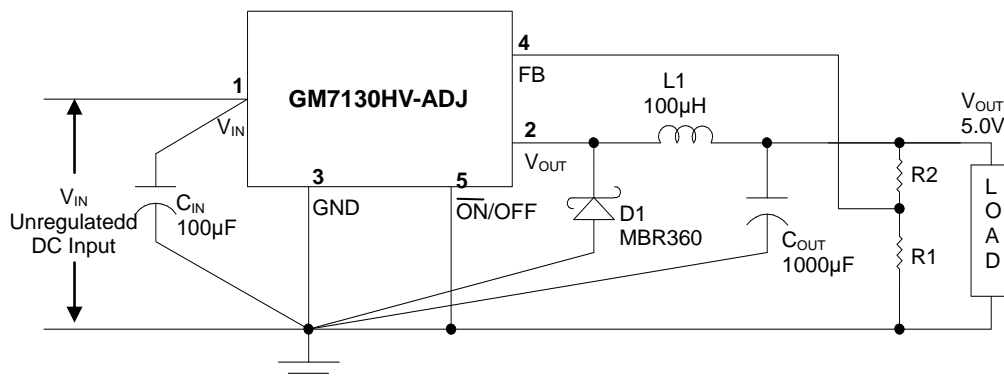 4
FB
L1
100µH
1
GM7130HV-ADJ
VOUT
5.0V
VIN
2
VOUT
R2
3
GND
5
ON/OFF
VIN
Unregulatedd
DC Input
CIN
100µF
D1
MBR360
COUT
1000µF
R1
LOAD